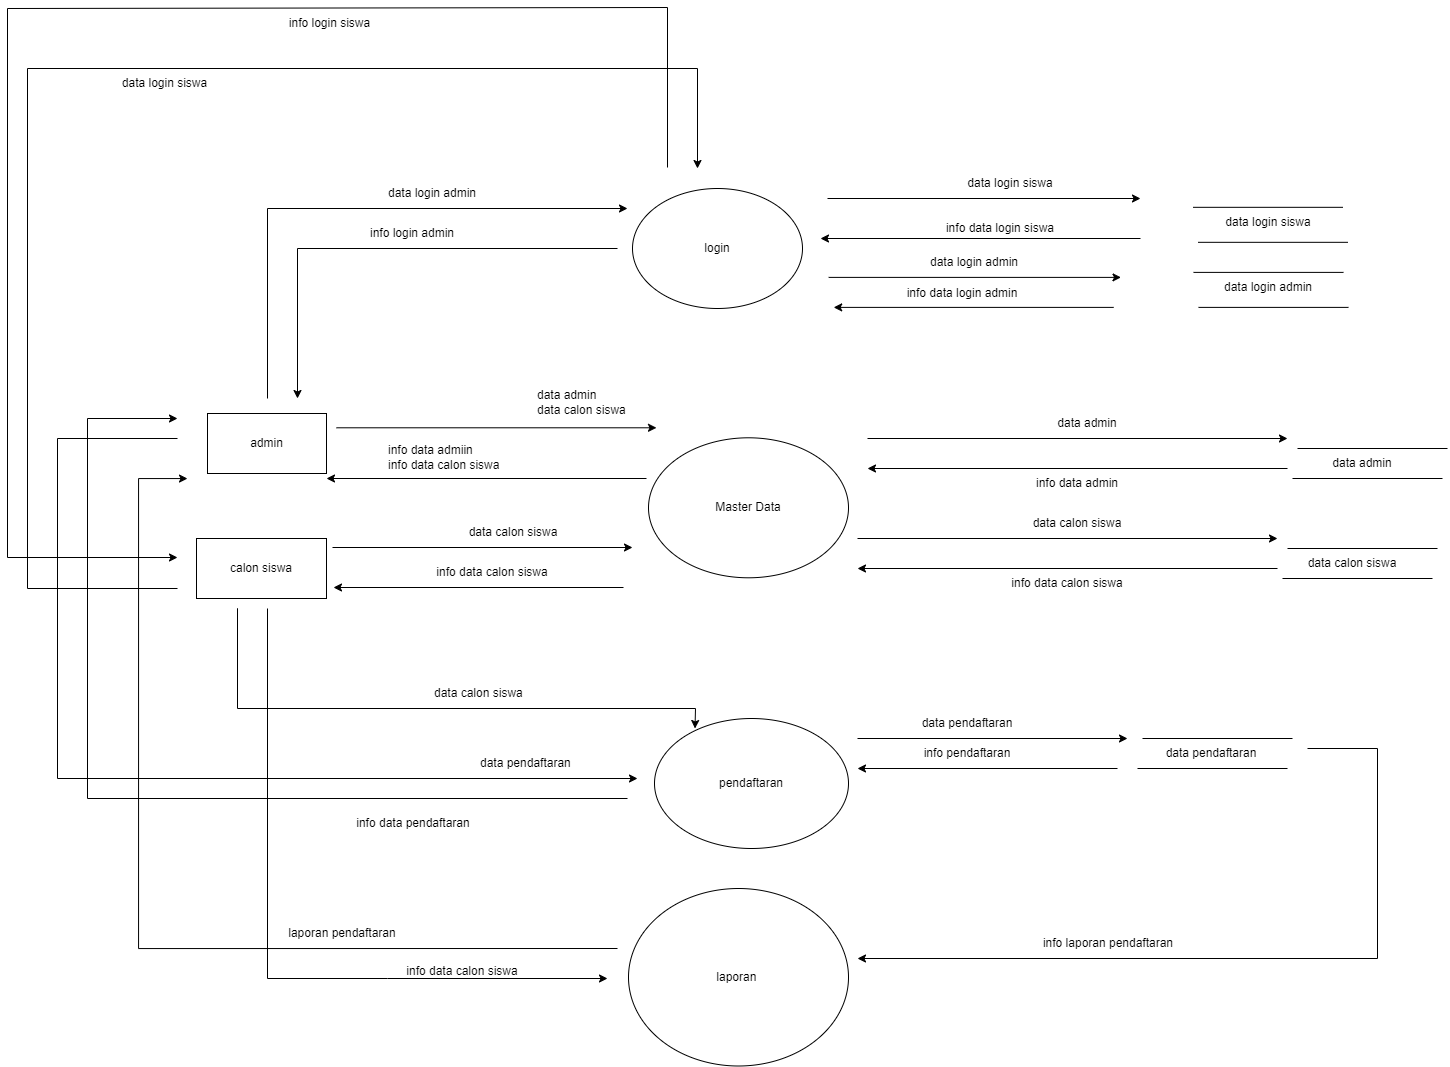 info login siswa
data login siswa
data login admin
info login admin
login
data login siswa
info data login siswa
data login admin
info data login admin
data login siswa
data login admin
admin
data admin
data calon siswa
info data admiin
info data calon siswa
Master Data
data admin
info data admin
data admin
data calon siswa
info data calon siswa
data calon siswa
calon siswa
data calon siswa
info data calon siswa
data calon siswa
data pendaftaran
info data pendaftaran
pendaftaran
data pendaftaran
info pendaftaran
data pendaftaran
laporan pendaftaran
info data calon siswa
laporan
info laporan pendaftaran